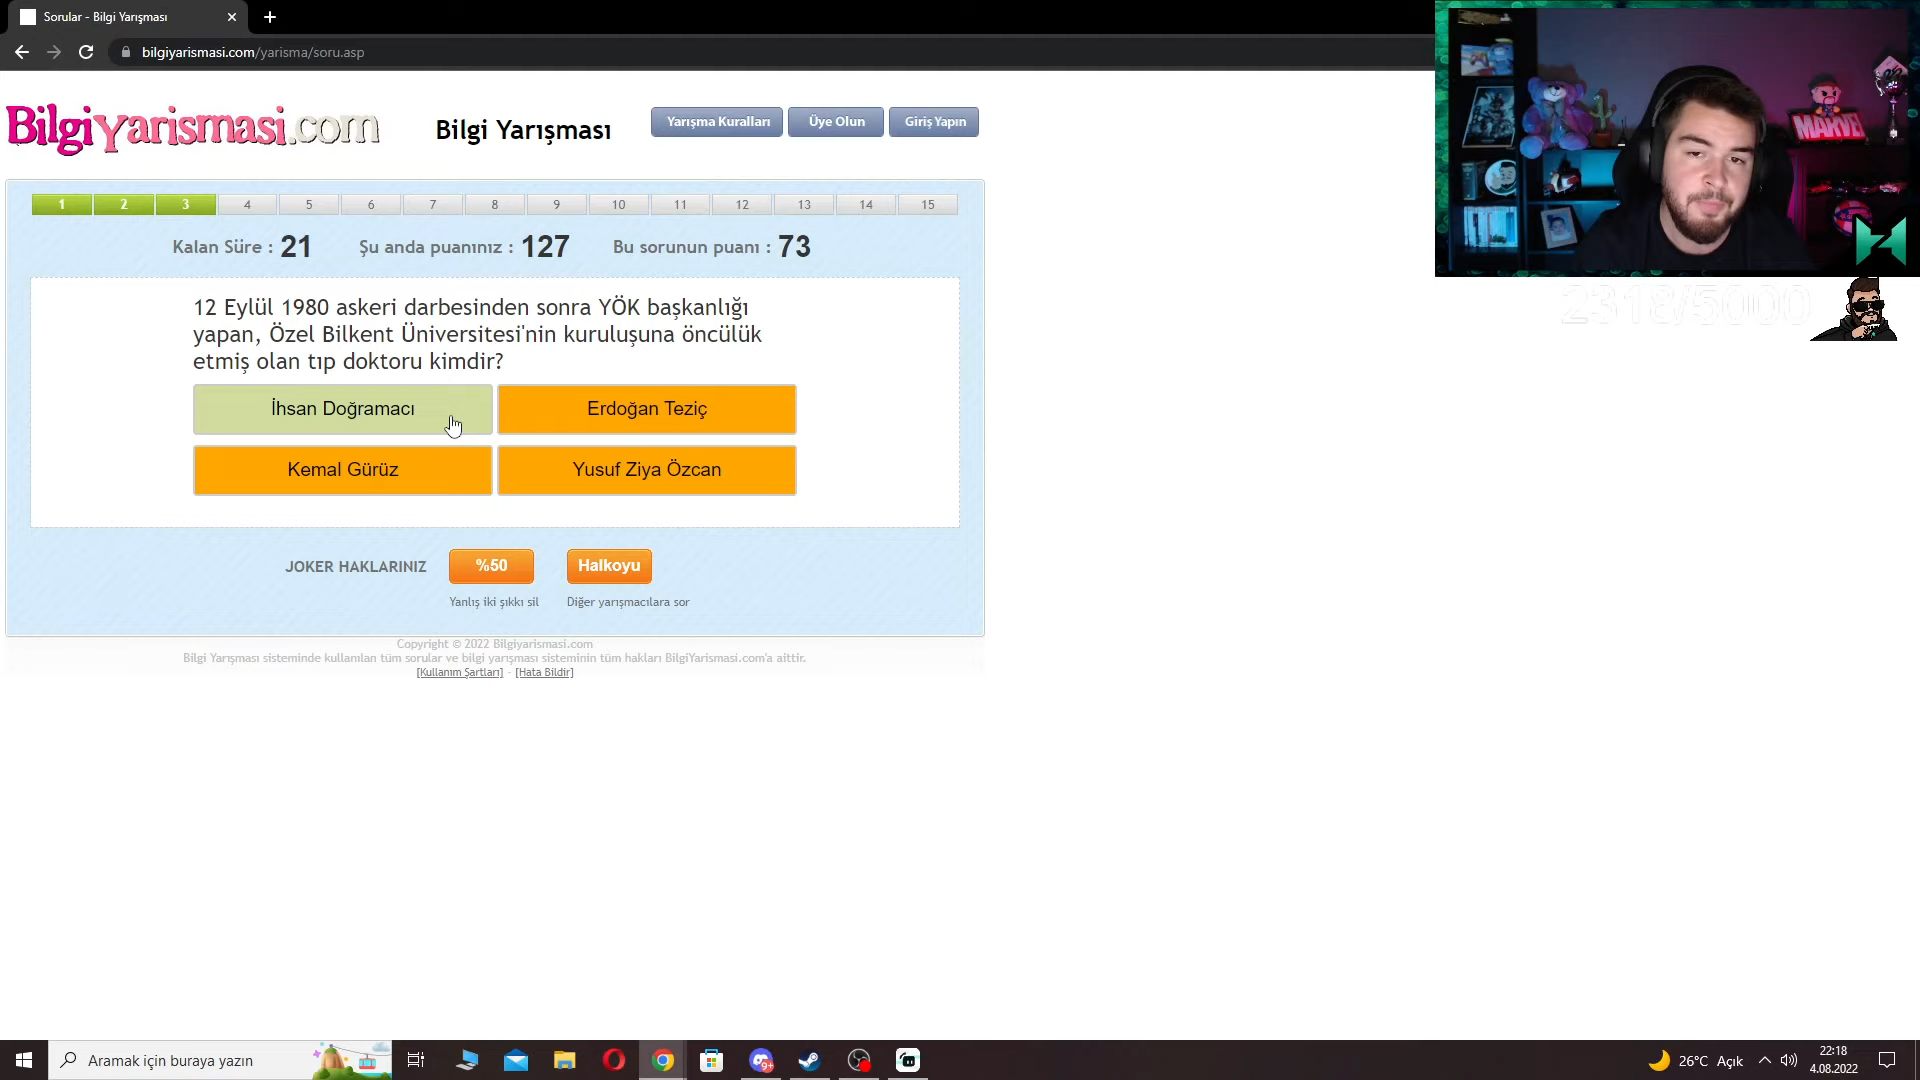 Sorular - Bilgi Yarışması
bilgiyarismasi.com/yarisma/soru.asp
Bilgiyarismasi.com
Bilgi Yarışması
Yarışma Kuralları
Üye Olun
Giriş Yapın
1 2 3 4 5 6 7 8 9 10 11 12 13 14 15
Kalan Süre : 21 Şu anda puanınız : 127 Bu sorunun puanı : 73
12 Eylül 1980 askeri darbesinden sonra YÖK başkanlığı
yapan, Özel Bilkent Üniversitesi'nin kuruluşuna öncülük
etmiş olan tıp doktoru kimdir?
İhsan Doğramacı
Erdoğan Teziç
Kemal Gürüz
Yusuf Ziya Özcan
JOKER HAKLARINIZ
%50
Halkoyu
Yanlış iki şıkkı sil
Diğer yarışmacılara sor
Copyright © 2022 Bilgiyarismasi.com
Bilgi Yarışması sisteminde kullanılan tüm sorular ve bilgi yarışması sisteminin tüm hakları BilgiYarismasi.com'a aittir.
[Kullanım Şartları] - [Hata Bildir]
MARVEL
2318/5000
Aramak için buraya yazın
9+
26°C Açık
22:18
4.08.2022